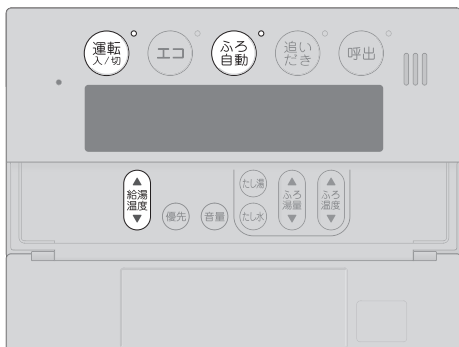 運転
入/切
エコ
ふろ
自動
追い
だき
呼出
給湯
温度
優先
音量
たし湯
たし水
ふろ
湯量
ふろ
温度